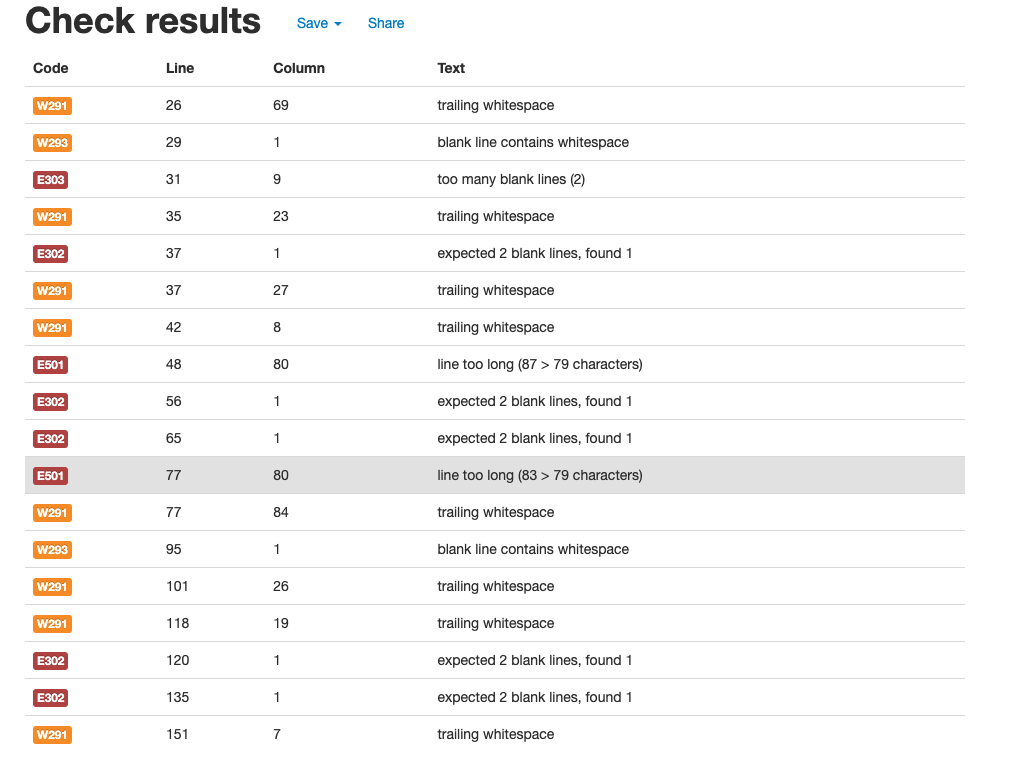 Check results Save Share
Code Line Column Text
W291 26 69 trailing whitespace
W293 29 1 blank line contains whitespace
E303 31 9 too many blank lines (2)
W291 35 23 trailing whitespace
E302 37 1 expected 2 blank lines, found 1
W291 37 27 trailing whitespace
W291 42 8 trailing whitespace
E501 48 80 line too long (87 > 79 characters)
E302 56 1 expected 2 blank lines, found 1
E302 65 1 expected 2 blank lines, found 1
E501 77 80 line too long (83 > 79 characters)
W291 77 84 trailing whitespace
W293 95 1 blank line contains whitespace
W291 101 26 trailing whitespace
W291 118 19 trailing whitespace
E302 120 1 expected 2 blank lines, found 1
E302 135 1 expected 2 blank lines, found 1
W291 151 7 trailing whitespace